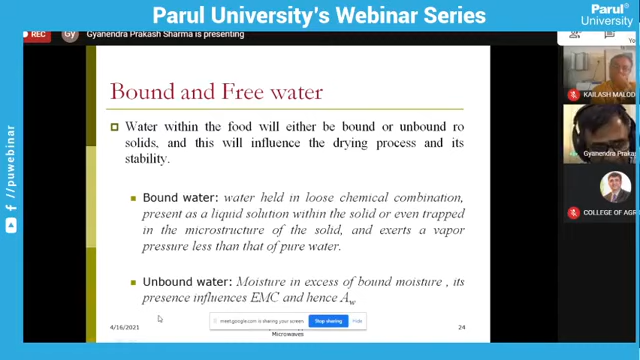 Parul University's Webinar Series
Parul®
University
REC
Gy
Gyanendra Prakash Sharma is presenting
Yo
Bound and Free water
Water within the food will either be bound or unbound ro
solids, and this will influence the drying process and its
stability.
Bound water: water held in loose chemical combination,
present as a liquid solution within the solid or even trapped
in the microstructure of the solid, and exerts a vapor
pressure less than that of pure water.
Unbound water: Moisture in excess of bound moisture , its
presence influences EMC and hence Aw
4/16/2021
meet.google.com is sharing your screen.
Stop sharing
Hide
Microwaves
24
KAILASH MALOD
Gyanendra Prakas
COLLEGE OF AGR
/puwebinar